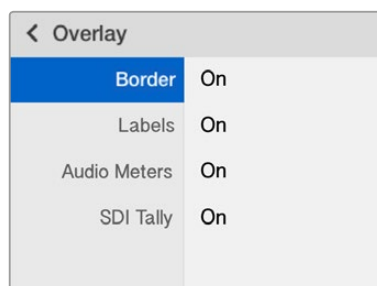 Overlay
Border On
Labels On
Audio Meters On
SDI Tally On